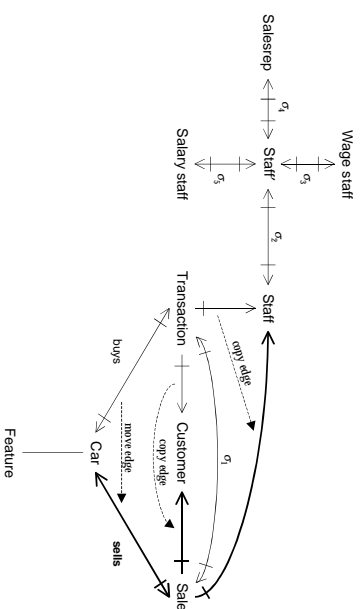 Salesrep
σ4
Staff'
Wage staff
σ3
Salary staff
σ5
σ2
Staff
Transaction
copy edge
Customer
copy edge
σ1
Sale
buys
move edge
Car
sells
Feature